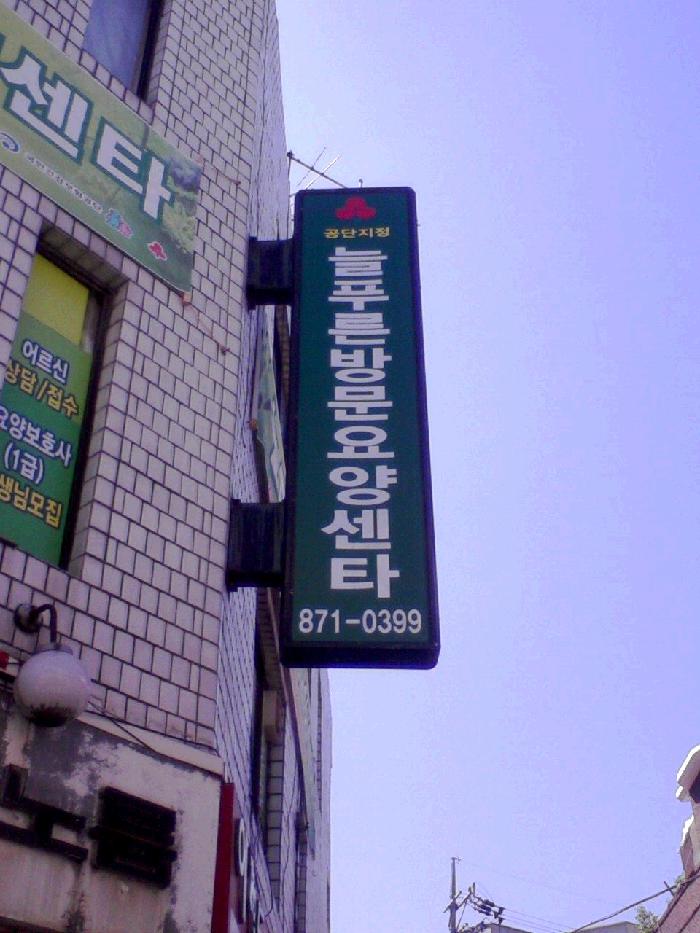 센타
어르신
상담/접수
요양보호사
(1급)
생님모집
공단지정
늘푸른방문요양센타
871-0399